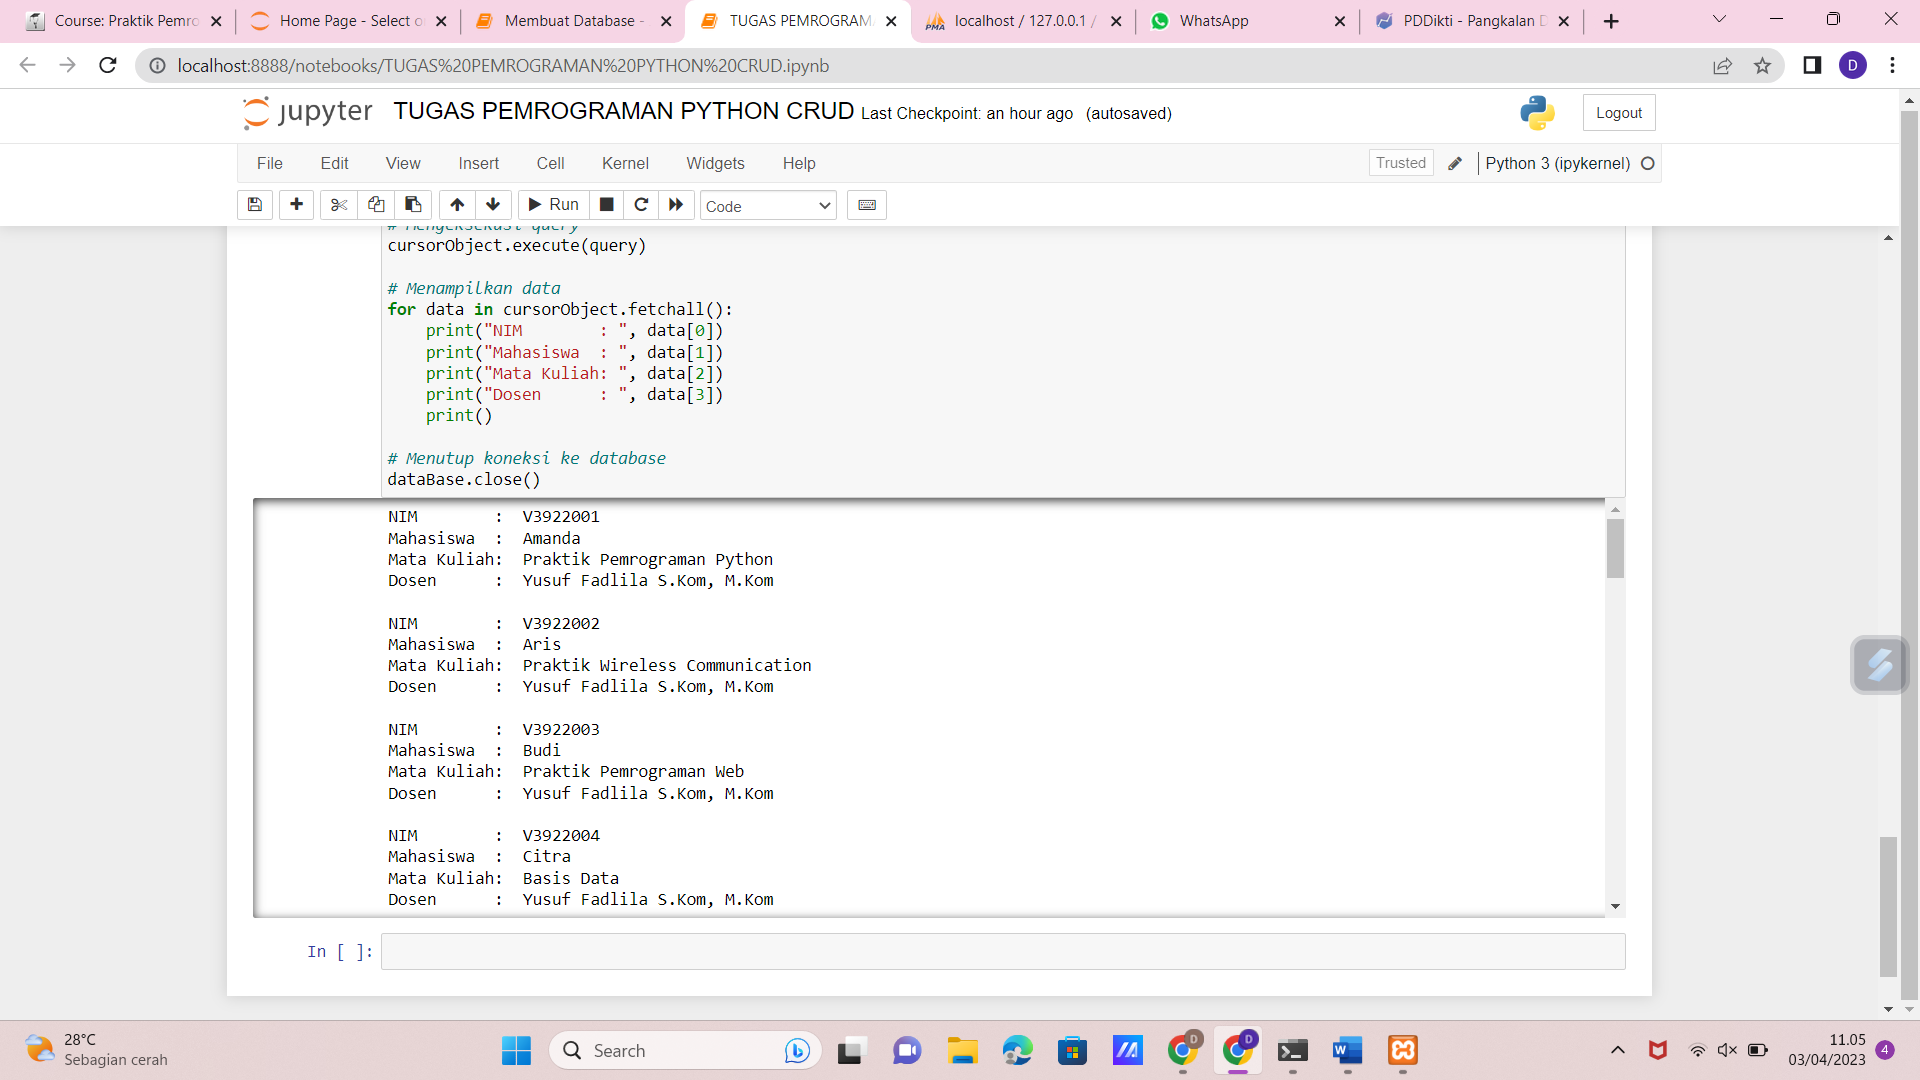 Course: Praktik Pemro
Home Page - Select o
Membuat Database -
TUGAS PEMROGRAM
localhost / 127.0.0.1 /
WhatsApp
PDDikti - Pangkalan D
localhost:8888/notebooks/TUGAS%20PEMROGRAMAN%20PYTHON%20CRUD.ipynb
D
jupyter TUGAS PEMROGRAMAN PYTHON CRUD Last Checkpoint: an hour ago (autosaved)
Logout
File Edit View Insert Cell Kernel Widgets Help
Trusted
Python 3 (ipykernel)
Run
Code
# Mengeksekusi query
cursorObject.execute(query)
# Menampilkan data
for data in cursorObject.fetchall():
print("NIM        : ", data[0])
print("Mahasiswa  : ", data[1])
print("Mata Kuliah: ", data[2])
print("Dosen      : ", data[3])
print()
# Menutup koneksi ke database
dataBase.close()
NIM        :  V3922001
Mahasiswa  :  Amanda
Mata Kuliah:  Praktik Pemrograman Python
Dosen      :  Yusuf Fadlila S.Kom, M.Kom
NIM        :  V3922002
Mahasiswa  :  Aris
Mata Kuliah:  Praktik Wireless Communication
Dosen      :  Yusuf Fadlila S.Kom, M.Kom
NIM        :  V3922003
Mahasiswa  :  Budi
Mata Kuliah:  Praktik Pemrograman Web
Dosen      :  Yusuf Fadlila S.Kom, M.Kom
NIM        :  V3922004
Mahasiswa  :  Citra
Mata Kuliah:  Basis Data
Dosen      :  Yusuf Fadlila S.Kom, M.Kom
In [ ]:
28°C
Sebagian cerah
Search
11.05
03/04/2023
4